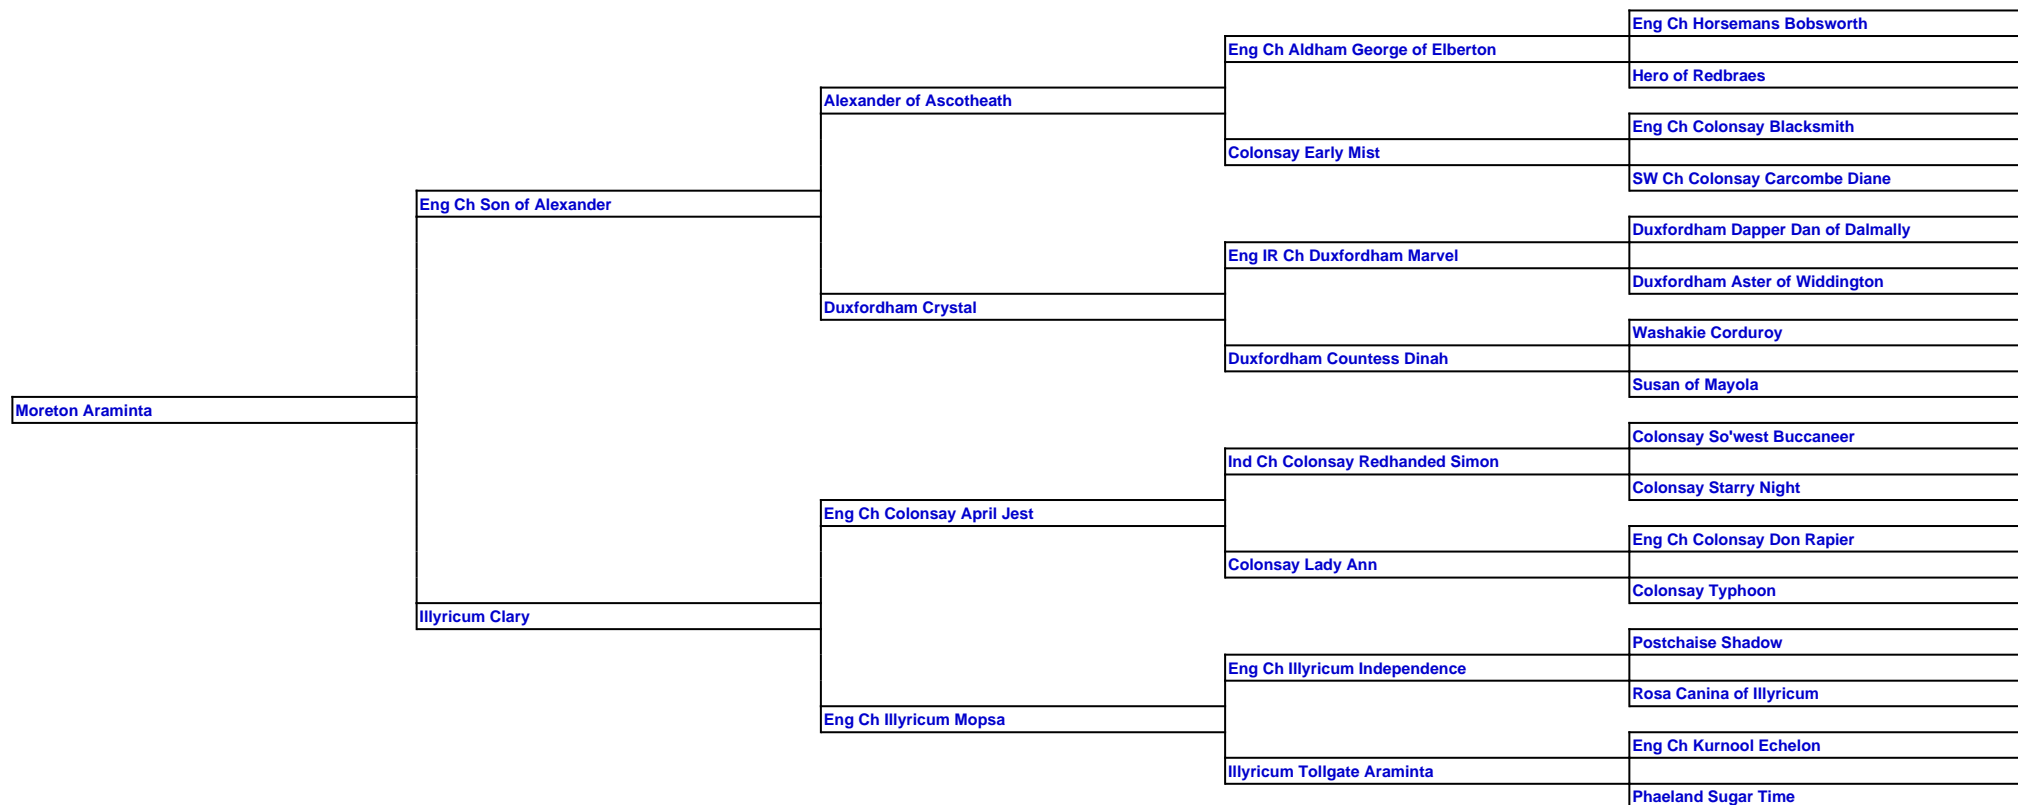 Eng Ch Horsemans Bobsworth
Eng Ch Aldham George of Elberton
Hero of Redbraes
Alexander of Ascotheath
Eng Ch Colonsay Blacksmith
Colonsay Early Mist
SW Ch Colonsay Carcombe Diane
Eng Ch Son of Alexander
Duxfordham Dapper Dan of Dalmally
Eng IR Ch Duxfordham Marvel
Duxfordham Aster of Widdington
Duxfordham Crystal
Washakie Corduroy
Duxfordham Countess Dinah
Susan of Mayola
Moreton Araminta
Colonsay So'west Buccaneer
Ind Ch Colonsay Redhanded Simon
Colonsay Starry Night
Eng Ch Colonsay April Jest
Eng Ch Colonsay Don Rapier
Colonsay Lady Ann
Colonsay Typhoon
Illyricum Clary
Postchaise Shadow
Eng Ch Illyricum Independence
Rosa Canina of Illyricum
Eng Ch Illyricum Mopsa
Eng Ch Kurnool Echelon
Illyricum Tollgate Araminta
Phaeland Sugar Time